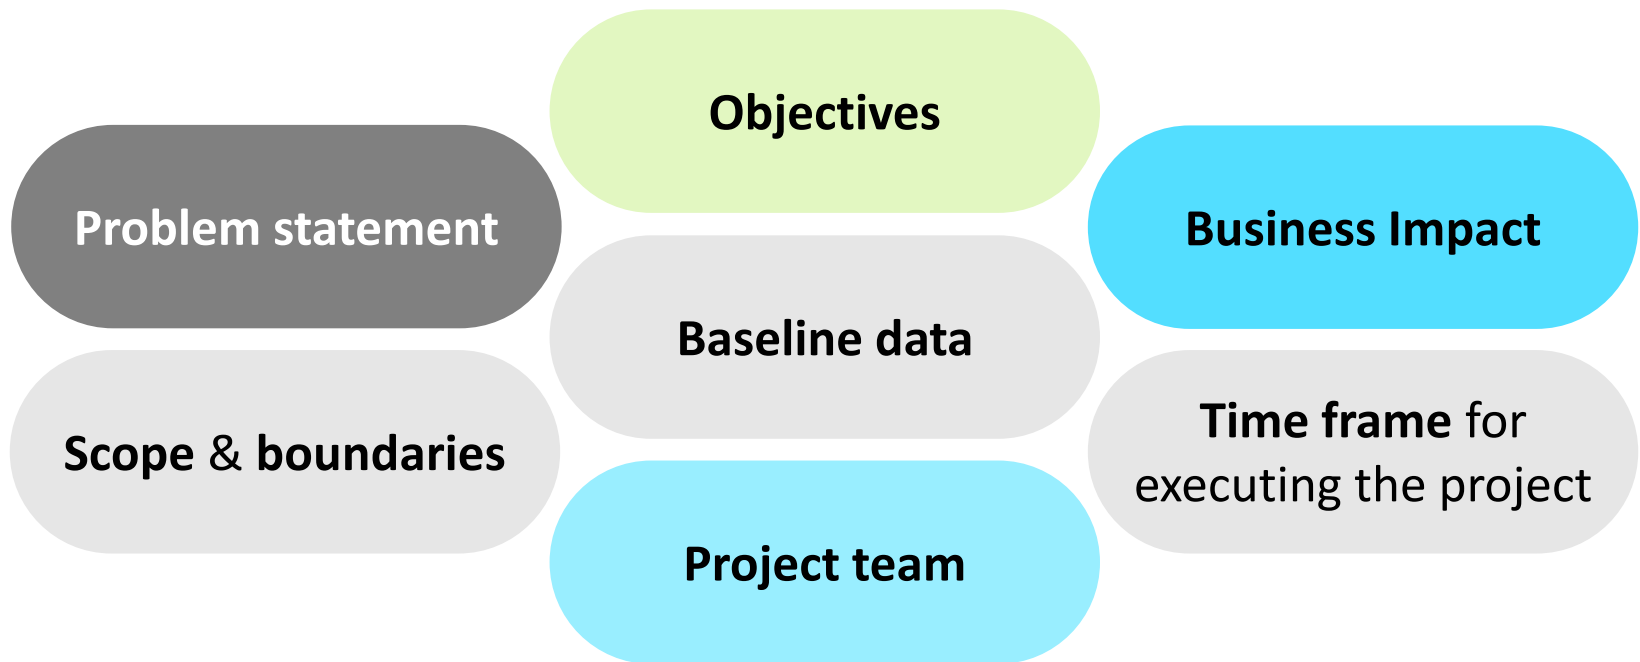 Objectives
Problem statement
Business Impact
Baseline data
Scope & boundaries
Time frame for
executing the project
Project team